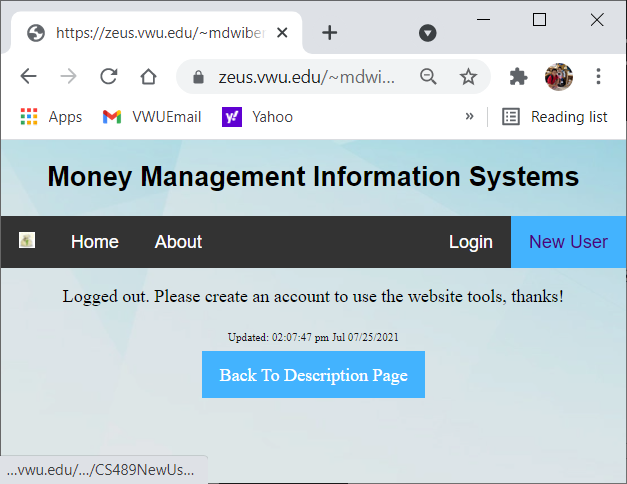 https://zeus.vwu.edu/~mdwiber
zeus.vwu.edu/~mdwi...
Apps VWUEmail Yahoo » Reading list
Money Management Information Systems
Home About Login New User
Logged out. Please create an account to use the website tools, thanks!
Updated: 02:07:47 pm Jul 07/25/2021
Back To Description Page
...vwu.edu/.../CS489NewUs...